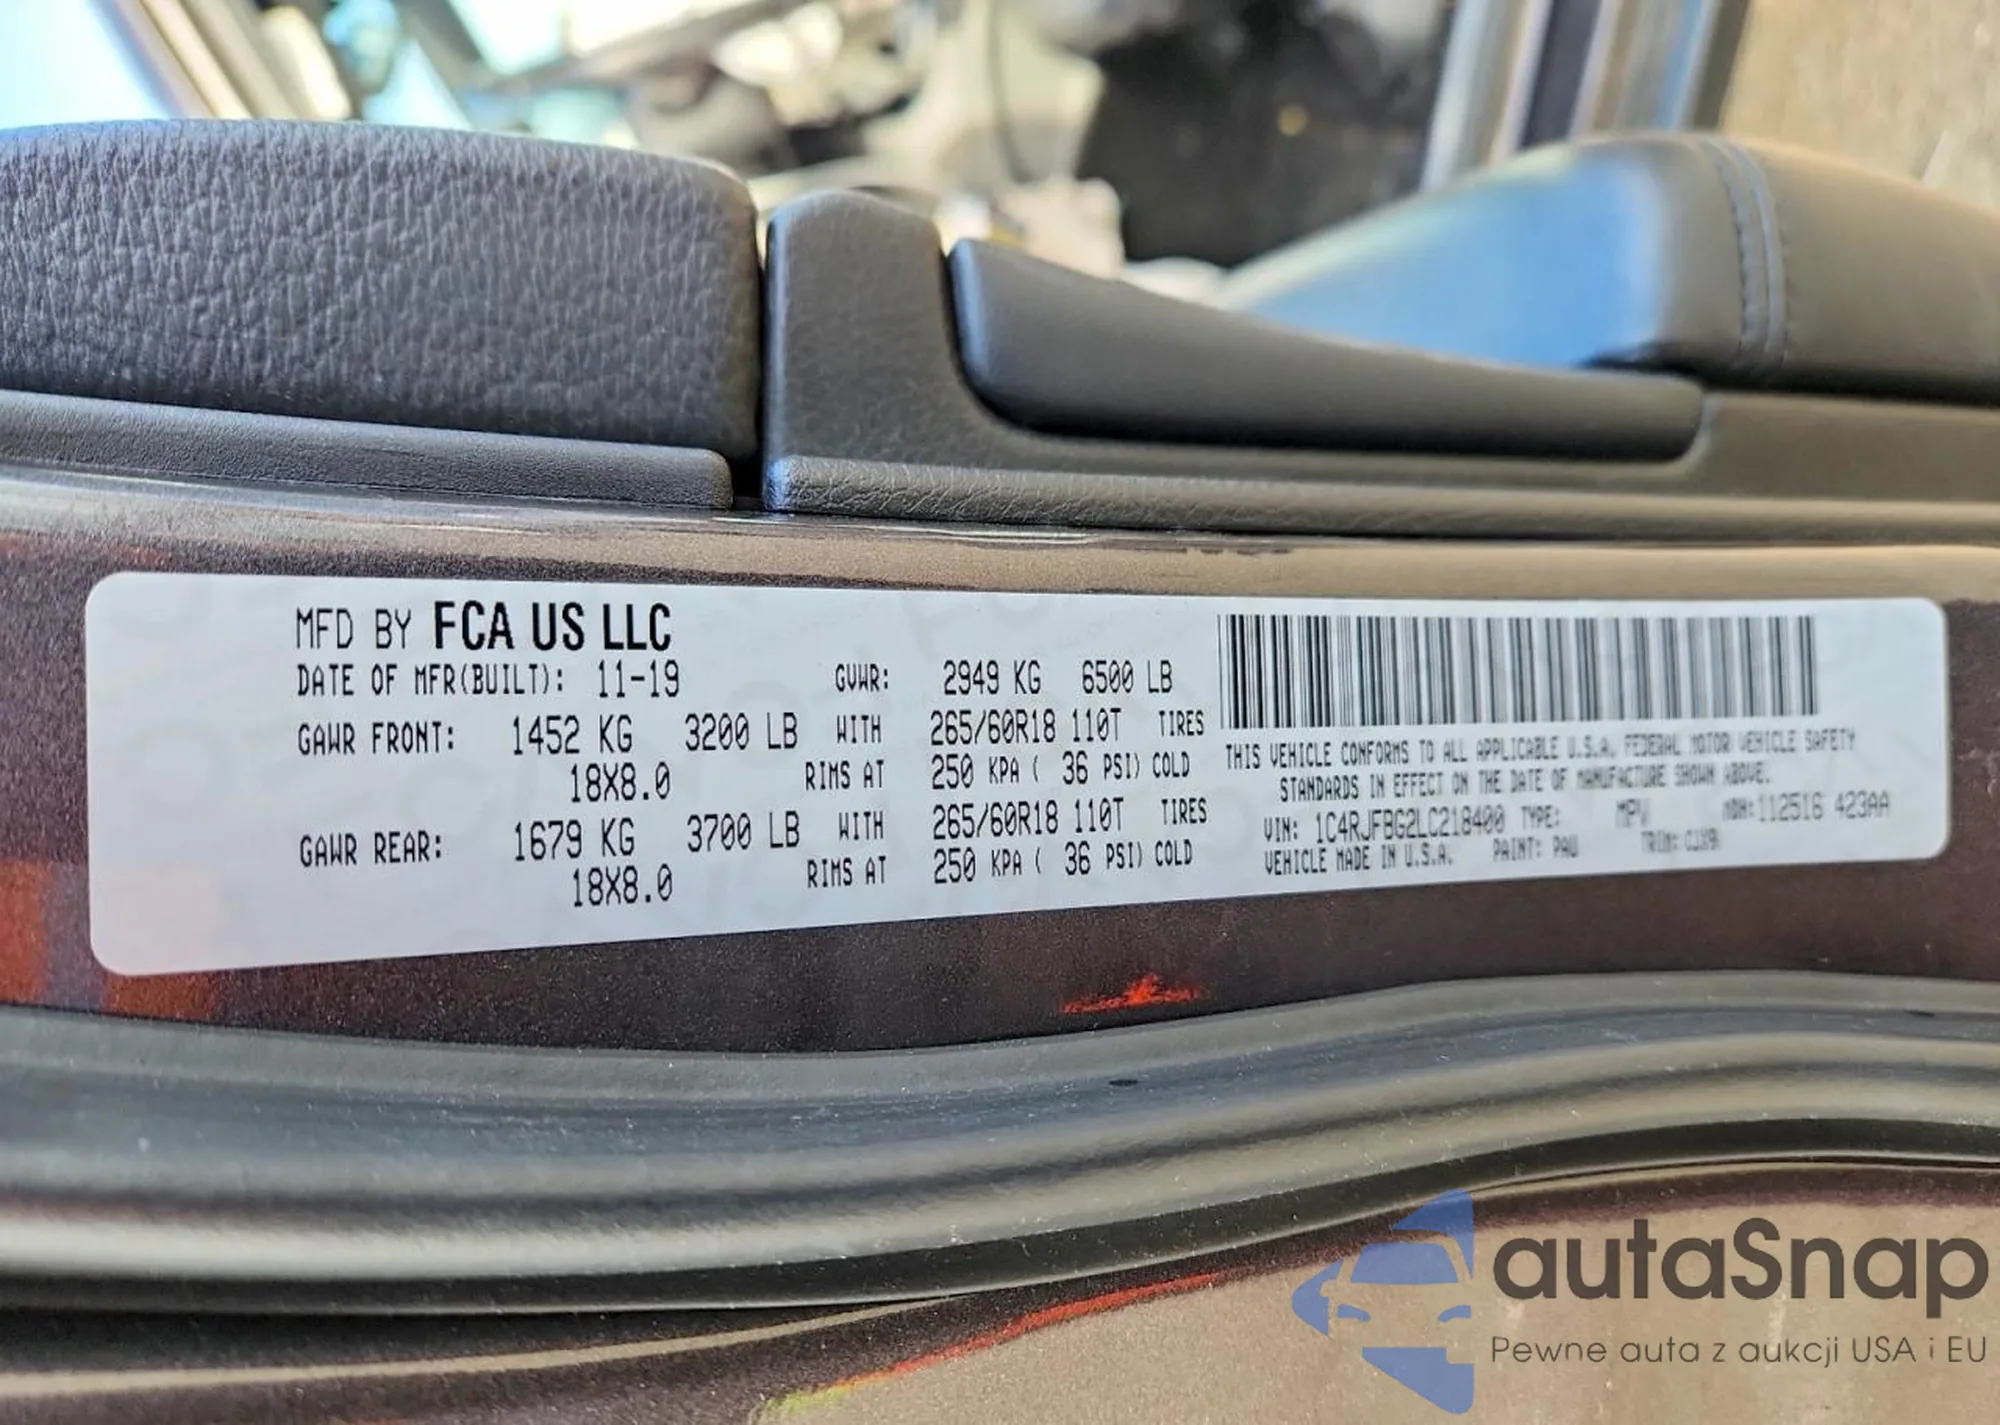 MFD BY FCA US LLC
DATE OF MFR(BUILT): 11-19 GVWR: 2949 KG 6500 LB
GAWR FRONT: 1452 KG 3200 LB WITH 265/60R18 110T TIRES
18X8.0 RIMS AT 250 KPA ( 36 PSI) COLD
GAWR REAR: 1679 KG 3700 LB WITH 265/60R18 110T TIRES
18X8.0 RIMS AT 250 KPA ( 36 PSI) COLD
THIS VEHICLE CONFORMS TO ALL APPLICABLE U.S.A. FEDERAL MOTOR VEHICLE SAFETY
STANDARDS IN EFFECT ON THE DATE OF MANUFACTURE SHOWN ABOVE.
VIN: 1C4RJFBG2LC218400 TYPE: MPV MDH:112516 423AA
VEHICLE MADE IN U.S.A. PAINT: PAU TRIM:
autaSnap
Pewne auta z aukcji USA i EU